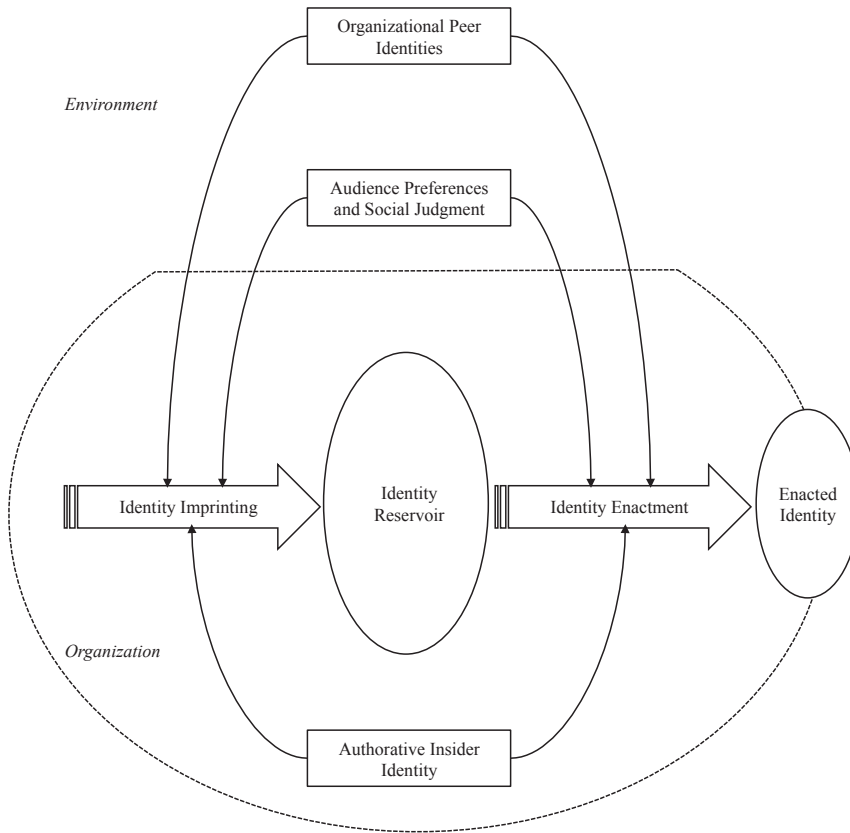 Organizational Peer
Identities
Environment
Audience Preferences
and Social Judgment
Identity Imprinting
Identity
Reservoir
Identity Enactment
Enacted
Identity
Organization
Authorative Insider
Identity